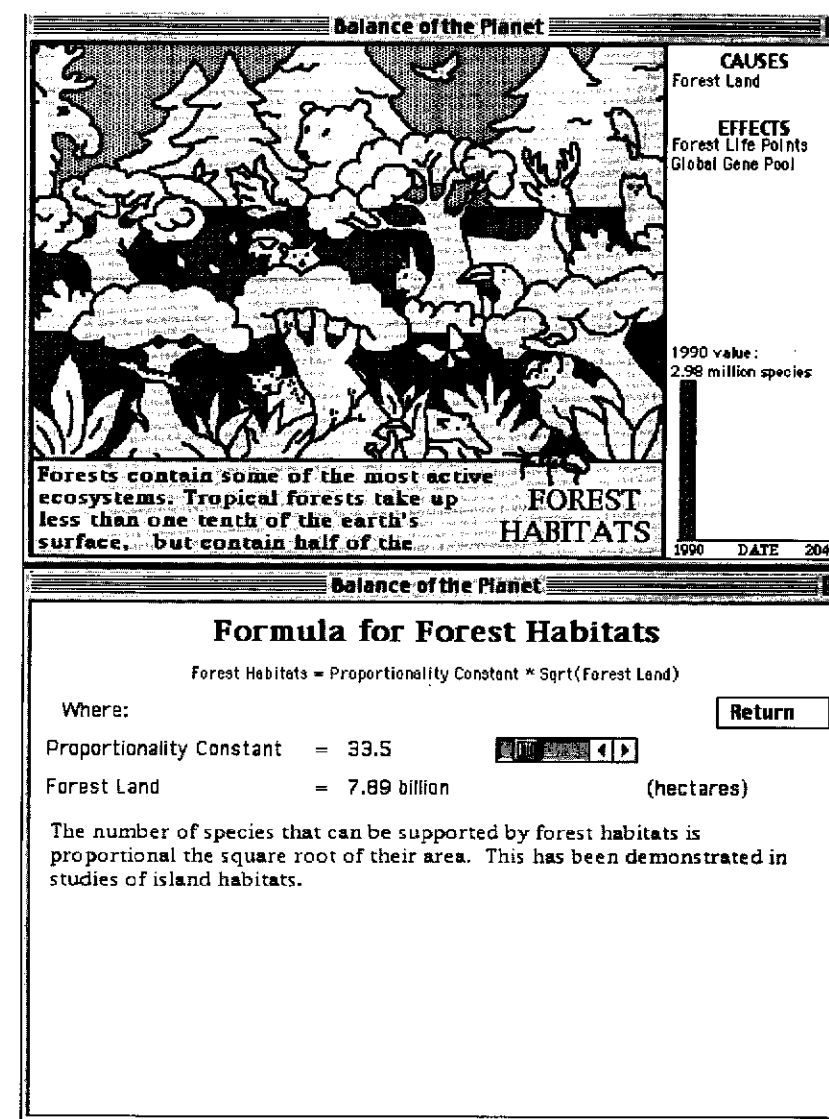 Balance of the Planet
CAUSES
Forest Land
EFFECTS
Forest Life Points
Global Gene Pool
1990 value:
2.98 million species
1990 DATE 204
Forests contain some of the most active
ecosystems. Tropical forests take up
less than one tenth of the earth's
surface, but contain half of the
FOREST
HABITATS
Balance of the Planet
Formula for Forest Habitats
Forest Habitats = Proportionality Constant * Sqrt(Forest Land)
Where:
Return
Proportionality Constant = 33.5
Forest Land = 7.89 billion (hectares)
The number of species that can be supported by forest habitats is
proportional the square root of their area. This has been demonstrated in
studies of island habitats.